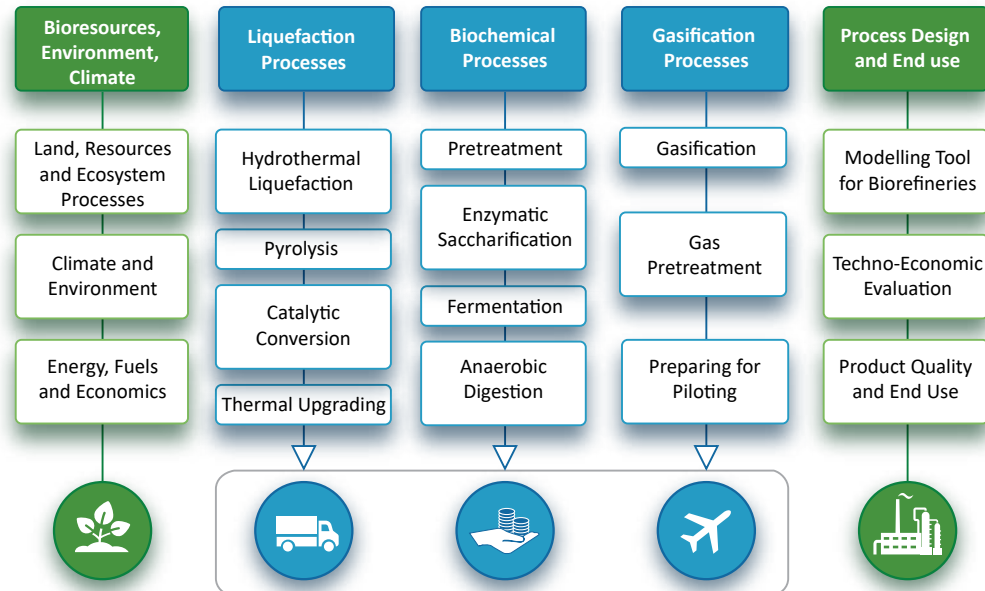 Bioresources,
Environment,
Climate
Land, Resources
and Ecosystem
Processes
Climate and
Environment
Energy, Fuels
and Economics
Liquefaction
Processes
Hydrothermal
Liquefaction
Pyrolysis
Catalytic
Conversion
Thermal Upgrading
Biochemical
Processes
Pretreatment
Enzymatic
Saccharification
Fermentation
Anaerobic
Digestion
Gasification
Processes
Gasification
Gas
Pretreatment
Preparing for
Piloting
Process Design
and End use
Modelling Tool
for Biorefineries
Techno-Economic
Evaluation
Product Quality
and End Use